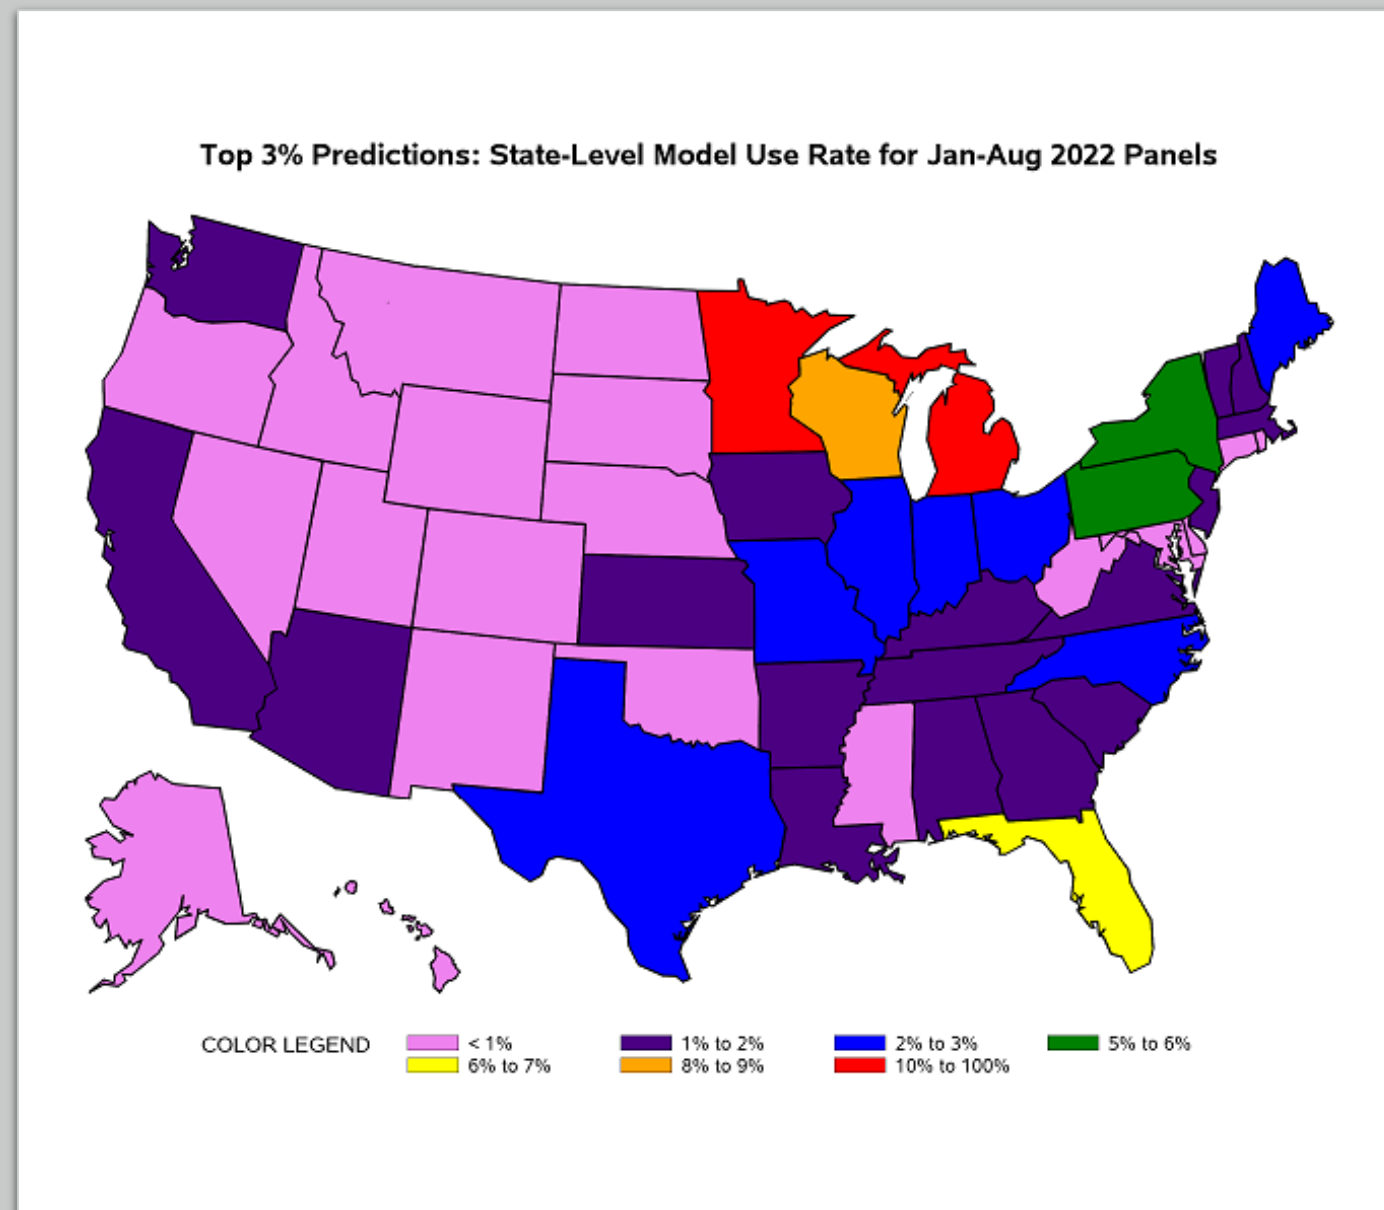 Top 3% Predictions: State-Level Model Use Rate for Jan-Aug 2022 Panels
COLOR LEGEND < 1% 1% to 2% 2% to 3% 5% to 6%
6% to 7% 8% to 9% 10% to 100%